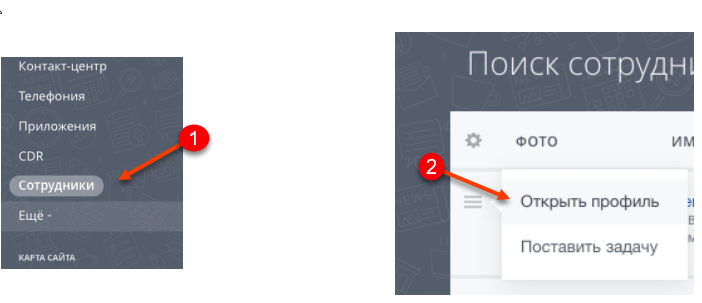 Контакт-центр
Телефония
Приложения
CDR
Сотрудники
Ещё -
КАРТА САЙТА
1
Поиск сотрудни
ФОТО
ИМ
2
Открыть профиль
Поставить задачу